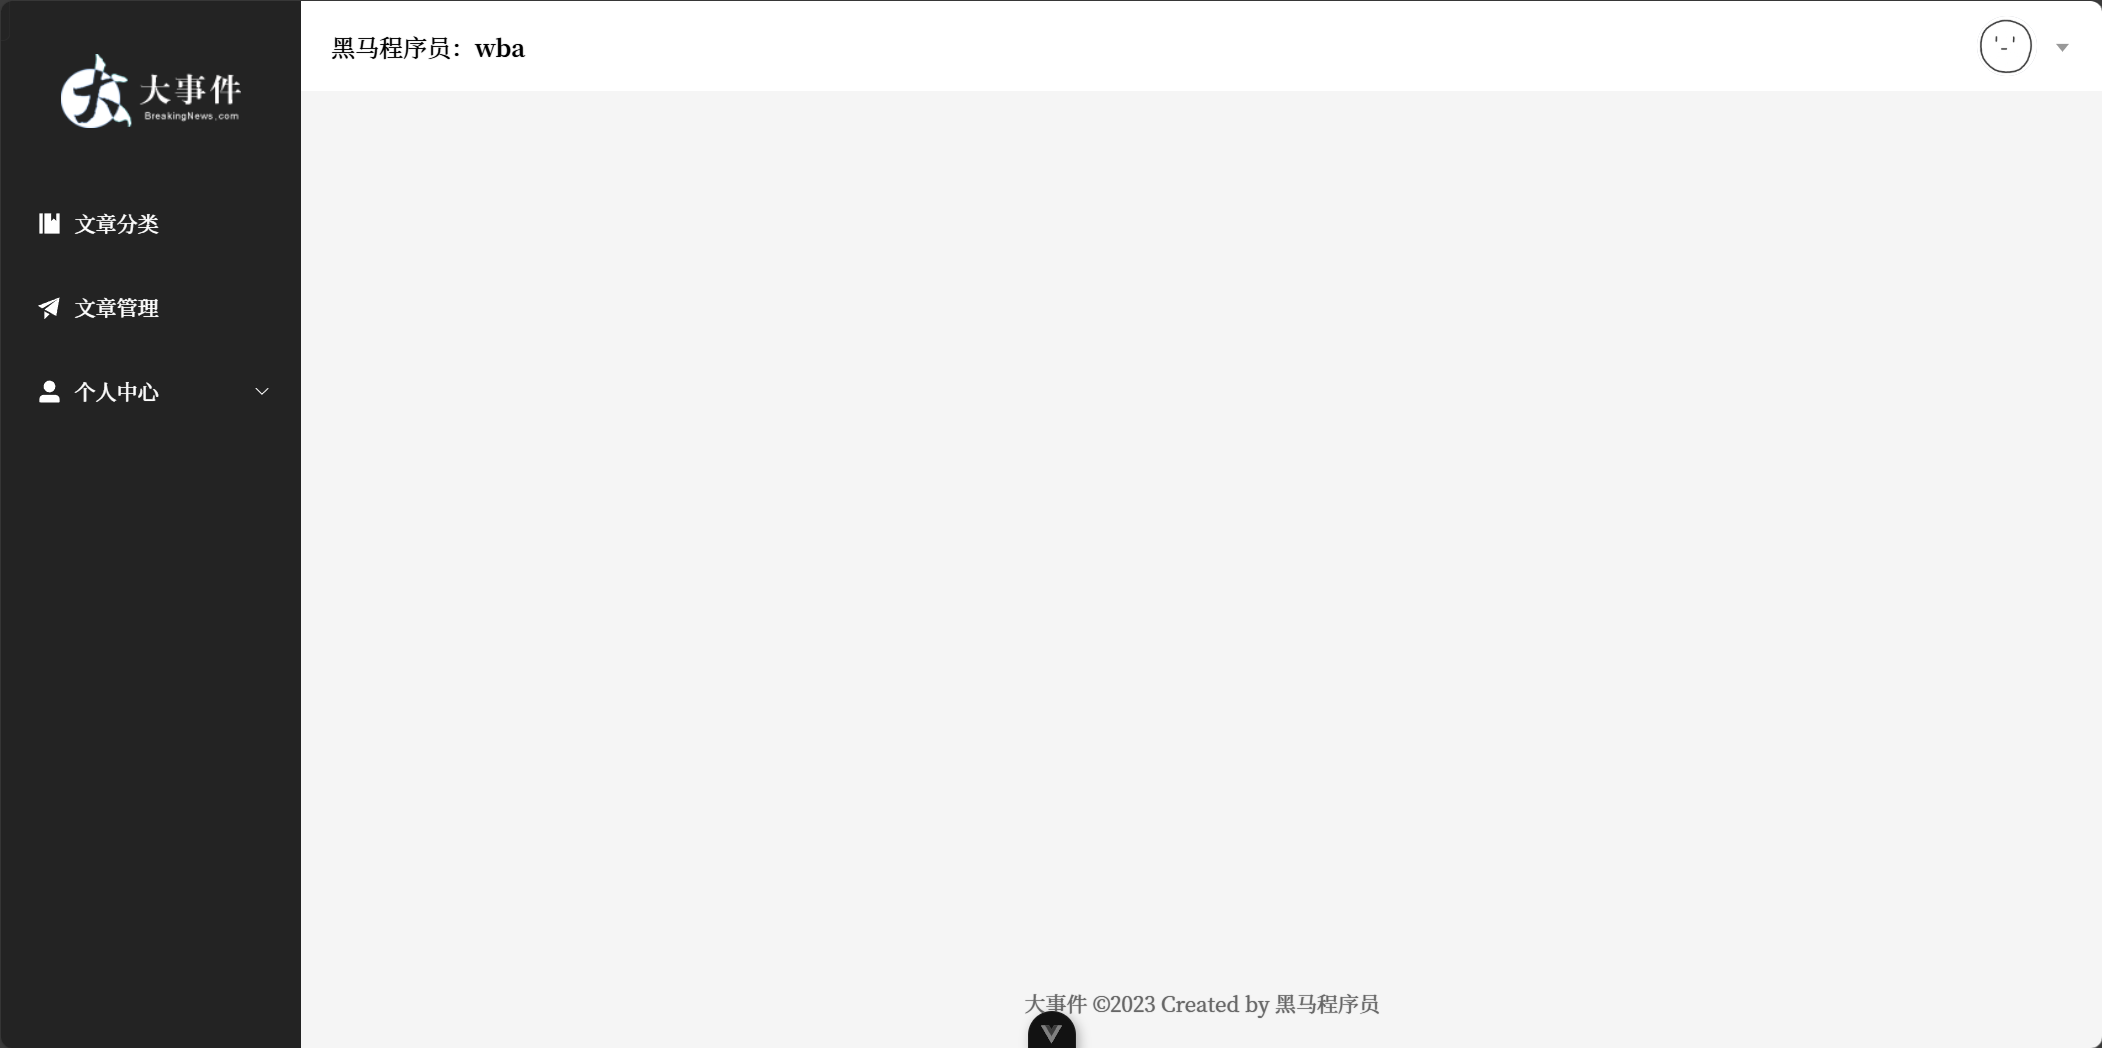 大事件
BreakingNews.com
文章分类
文章管理
个人中心
黑马程序员：wba
大事件 ©2023 Created by 黑马程序员